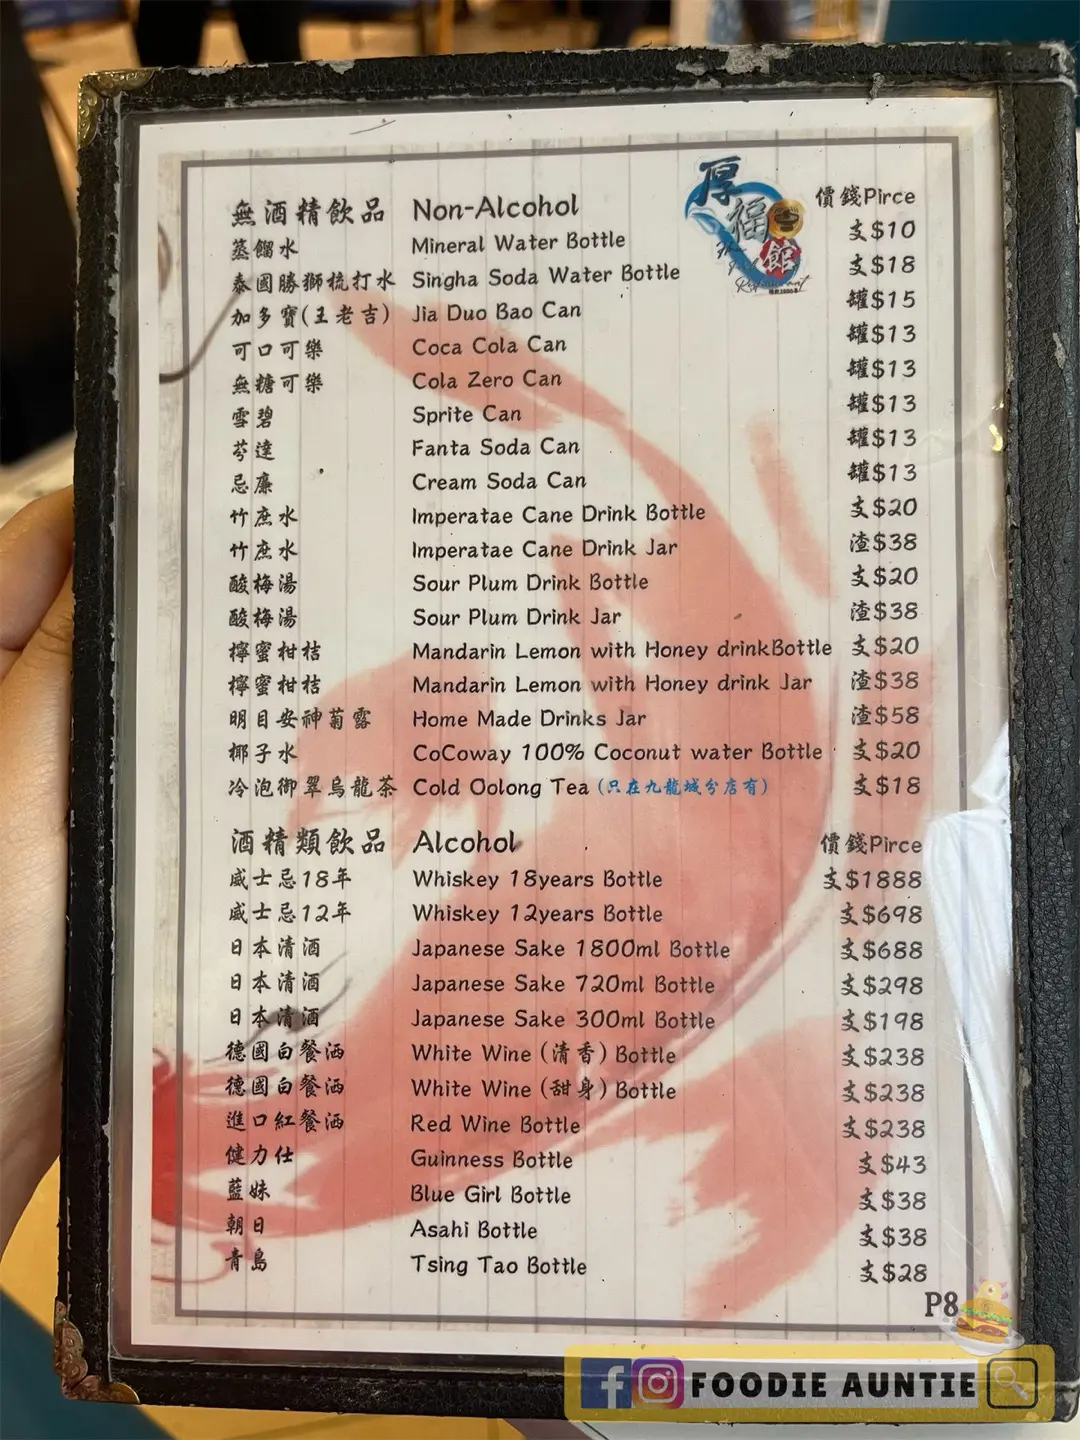 無酒精飲品 Non-Alcohol 價錢Pirce
蒸餾水 Mineral Water Bottle 支$10
泰國勝獅梳打水 Singha Soda Water Bottle 支$18
加多寶(王老吉) Jia Duo Bao Can 罐$15
可口可樂 Coca Cola Can 罐$13
無糖可樂 Cola Zero Can 罐$13
雪碧 Sprite Can 罐$13
芬達 Fanta Soda Can 罐$13
忌廉 Cream Soda Can 罐$13
竹庶水 Imperatae Cane Drink Bottle 支$20
竹庶水 Imperatae Cane Drink Jar 渣$38
酸梅湯 Sour Plum Drink Bottle 支$20
酸梅湯 Sour Plum Drink Jar 渣$38
檸蜜柑桔 Mandarin Lemon with Honey drinkBottle 支$20
檸蜜柑桔 Mandarin Lemon with Honey drink Jar 渣$38
明目安神菊露 Home Made Drinks Jar 渣$58
椰子水 CoCoway 100% Coconut water Bottle 支$20
冷泡御翠烏龍茶 Cold Oolong Tea (只在九龍城分店有) 支$18
酒精類飲品 Alcohol 價錢Pirce
威士忌18年 Whiskey 18years Bottle 支$1888
威士忌12年 Whiskey 12years Bottle 支$698
日本清酒 Japanese Sake 1800ml Bottle 支$688
日本清酒 Japanese Sake 720ml Bottle 支$298
日本清酒 Japanese Sake 300ml Bottle 支$198
德國白餐酒 White Wine (清香) Bottle 支$238
德國白餐酒 White Wine (甜身) Bottle 支$238
進口紅餐酒 Red Wine Bottle 支$238
健力仕 Guinness Bottle 支$43
藍妹 Blue Girl Bottle 支$38
朝日 Asahi Bottle 支$38
青島 Tsing Tao Bottle 支$28
厚
福
館
Restaurant
P8
FOODIE AUNTIE